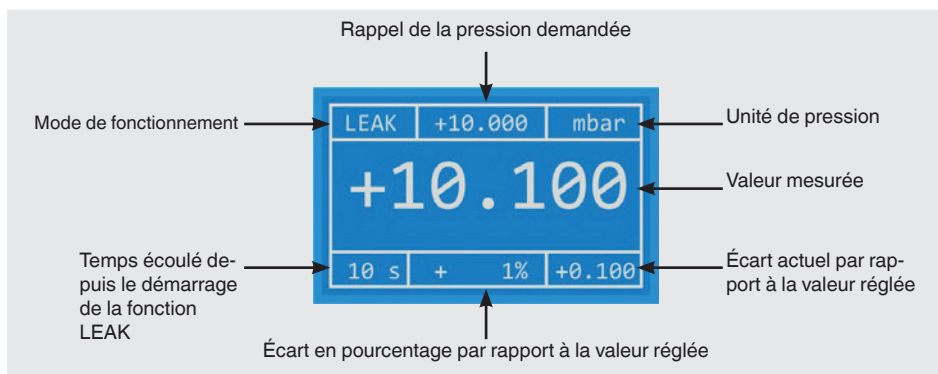 Rappel de la pression demandée
Mode de fonctionnement
LEAK +10.000 mbar
Unité de pression
+10.100
Valeur mesurée
Temps écoulé de-
puis le démarrage
de la fonction
LEAK
10 s + 1% +0.100
Écart actuel par rap-
port à la valeur réglée
Écart en pourcentage par rapport à la valeur réglée